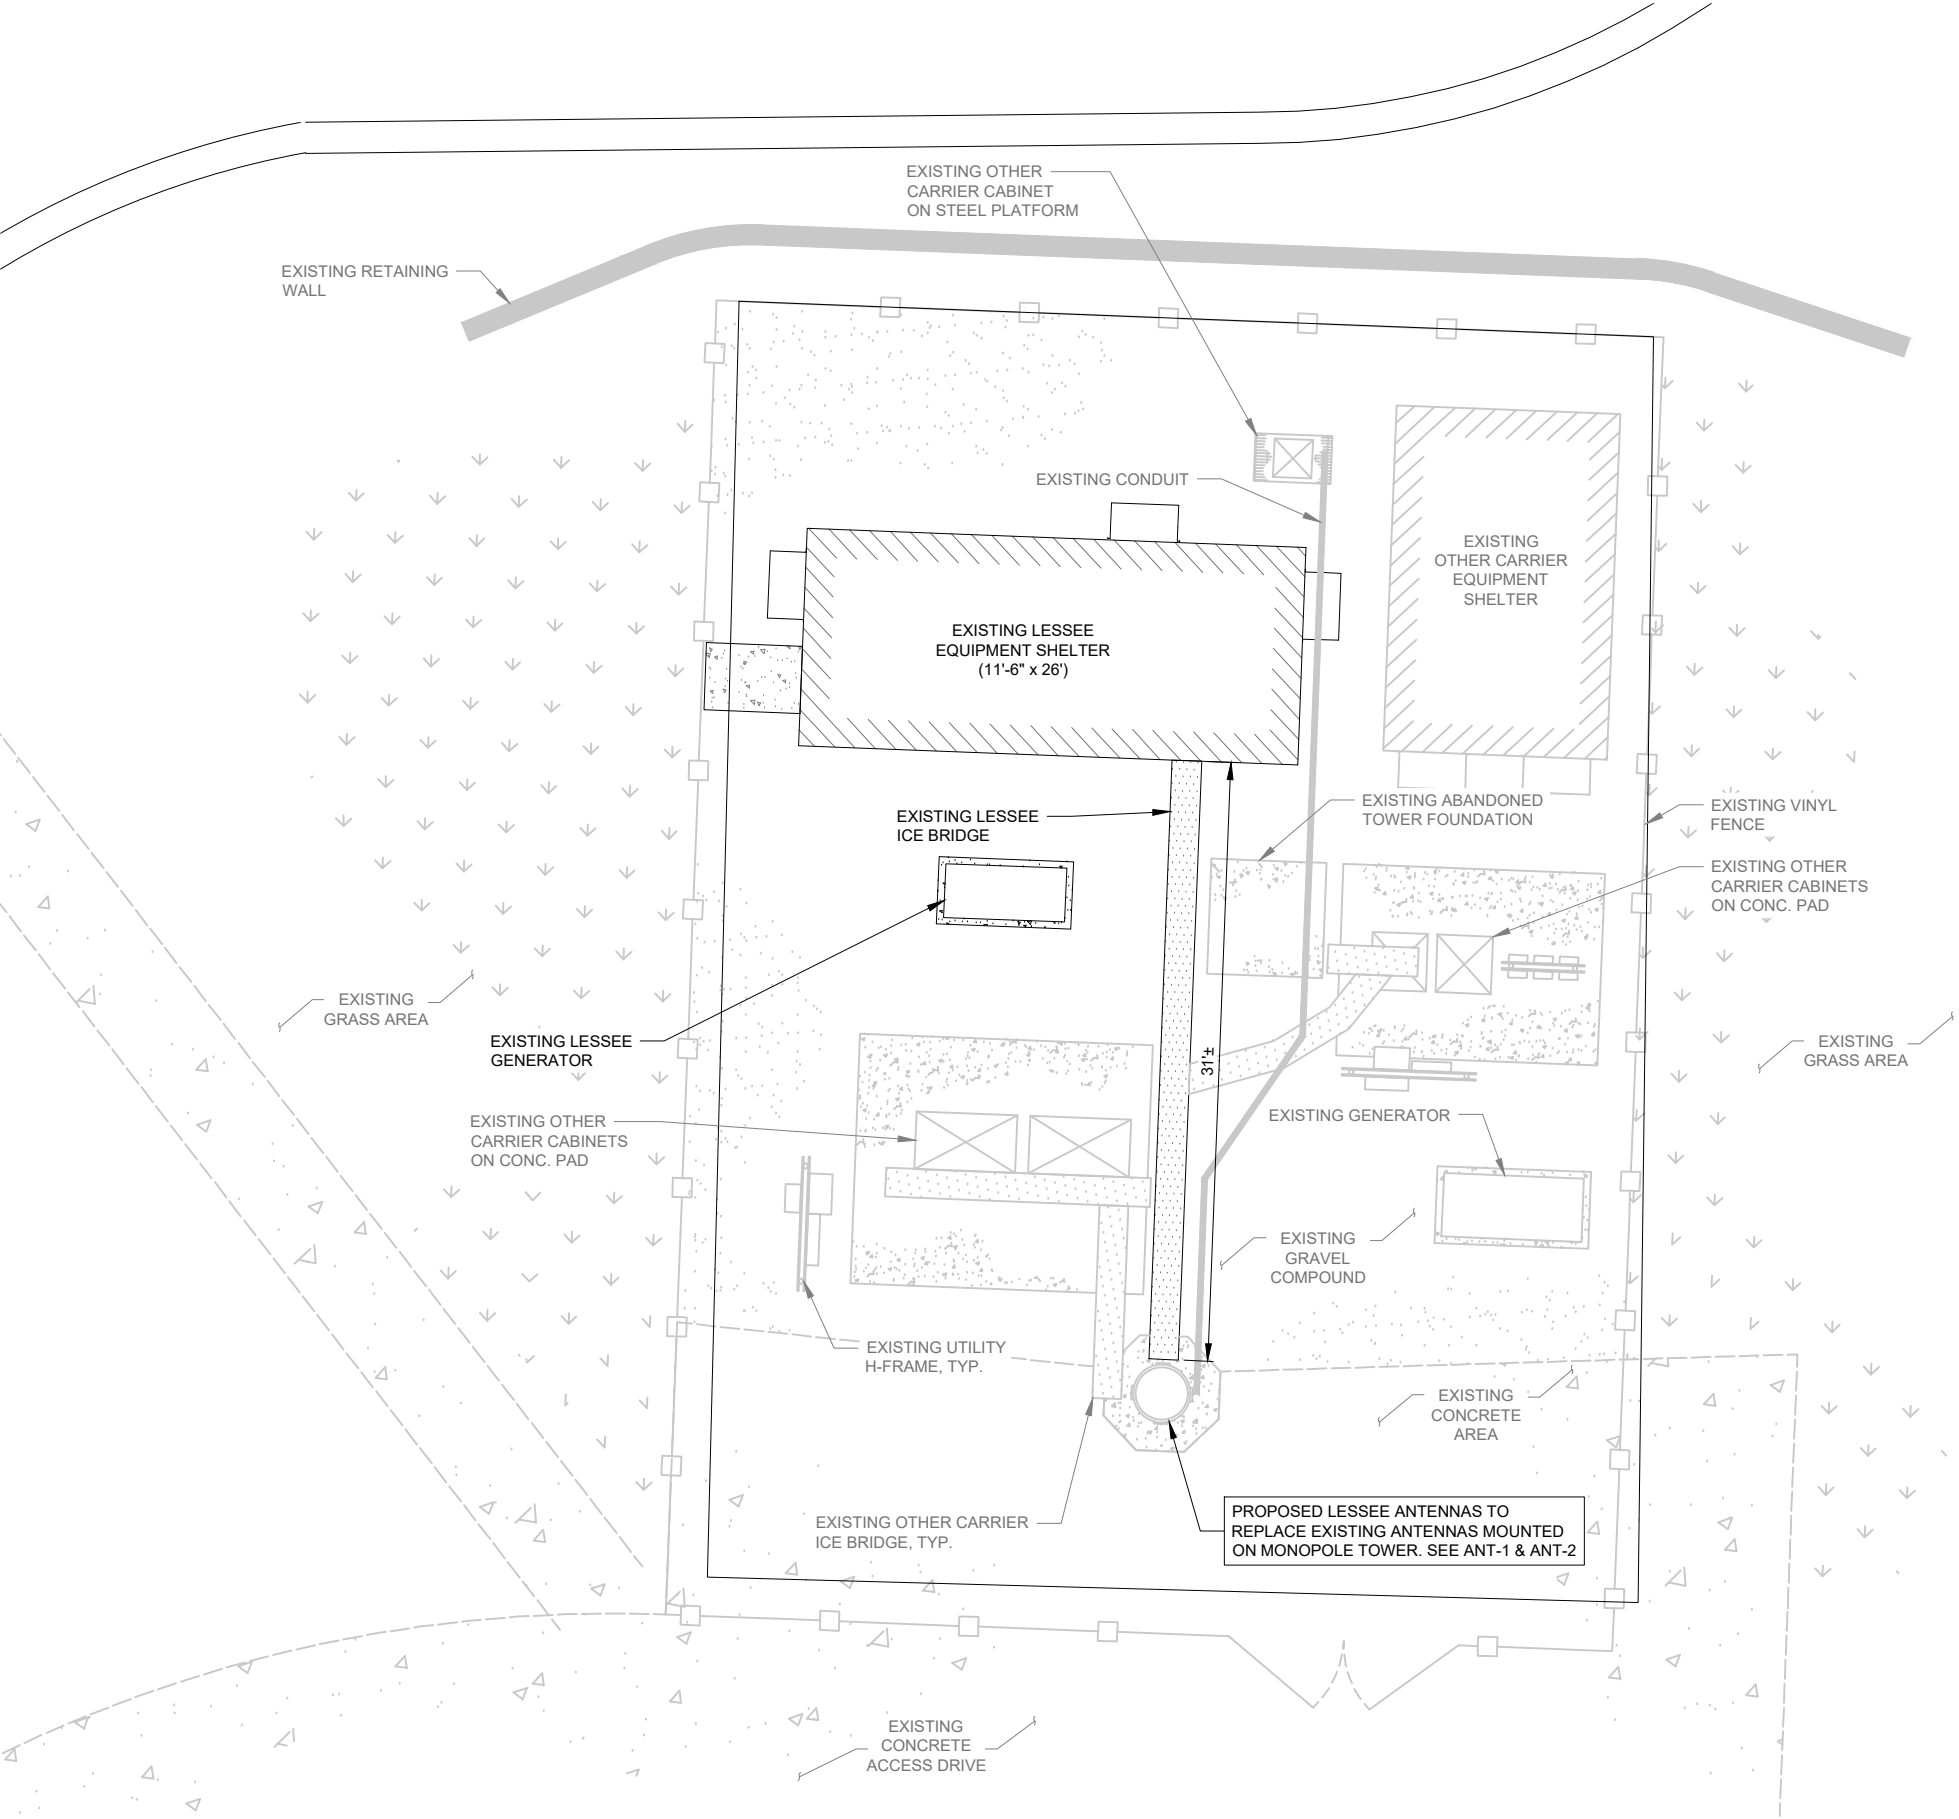 EXISTING OTHER
CARRIER CABINET
ON STEEL PLATFORM
EXISTING RETAINING
WALL
EXISTING CONDUIT
EXISTING
OTHER CARRIER
EQUIPMENT
SHELTER
EXISTING LESSEE
EQUIPMENT SHELTER
(11'-6" x 26')
EXISTING LESSEE
ICE BRIDGE
EXISTING ABANDONED
TOWER FOUNDATION
EXISTING VINYL
FENCE
EXISTING OTHER
CARRIER CABINETS
ON CONC. PAD
EXISTING
GRASS AREA
EXISTING LESSEE
GENERATOR
31'±
EXISTING
GRASS AREA
EXISTING OTHER
CARRIER CABINETS
ON CONC. PAD
EXISTING GENERATOR
EXISTING
GRAVEL
COMPOUND
EXISTING UTILITY
H-FRAME, TYP.
EXISTING
CONCRETE
AREA
EXISTING OTHER CARRIER
ICE BRIDGE, TYP.
PROPOSED LESSEE ANTENNAS TO
REPLACE EXISTING ANTENNAS MOUNTED
ON MONOPOLE TOWER. SEE ANT-1 & ANT-2
EXISTING
CONCRETE
ACCESS DRIVE